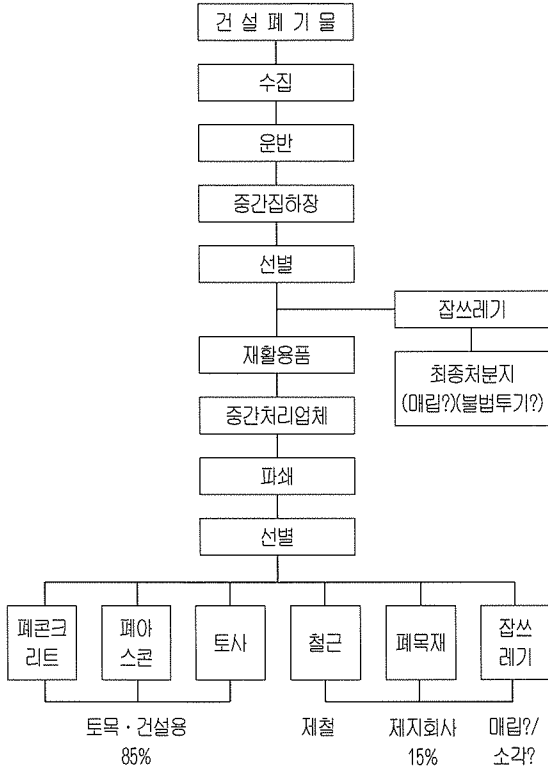 건 설 폐 기 물
수집
운반
중간집하장
선별
잡쓰레기
재활용품
최종처분지
(매립?)(불법투기?)
중간처리업체
파쇄
선별
폐콘크
리트
폐아
스콘
토사
철근
폐목재
잡쓰
레기
토목 · 건설용
85%
제철
제지회사
15%
매립?/
소각?